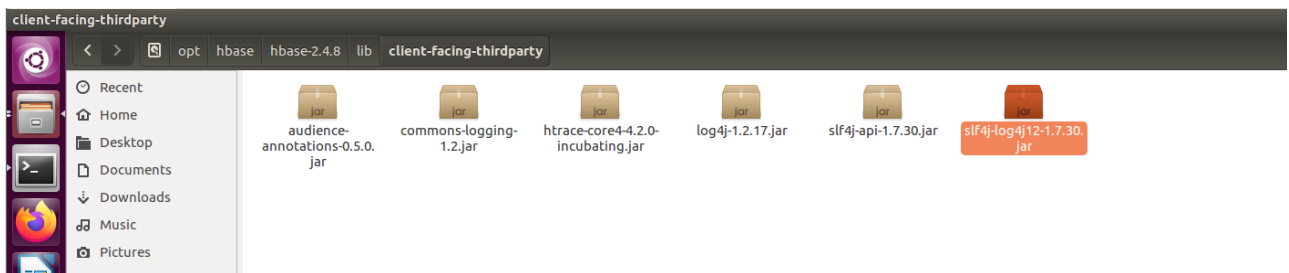 client-facing-thirdparty
opt hbase hbase-2.4.8 lib client-facing-thirdparty
Recent
Home
Desktop
Documents
Downloads
Music
Pictures
jar
audience-
annotations-0.5.0.
jar
jar
commons-logging-
1.2.jar
jar
htrace-core4-4.2.0-
incubating.jar
jar
log4j-1.2.17.jar
jar
slf4j-api-1.7.30.jar
jar
slf4j-log4j12-1.7.30.
jar